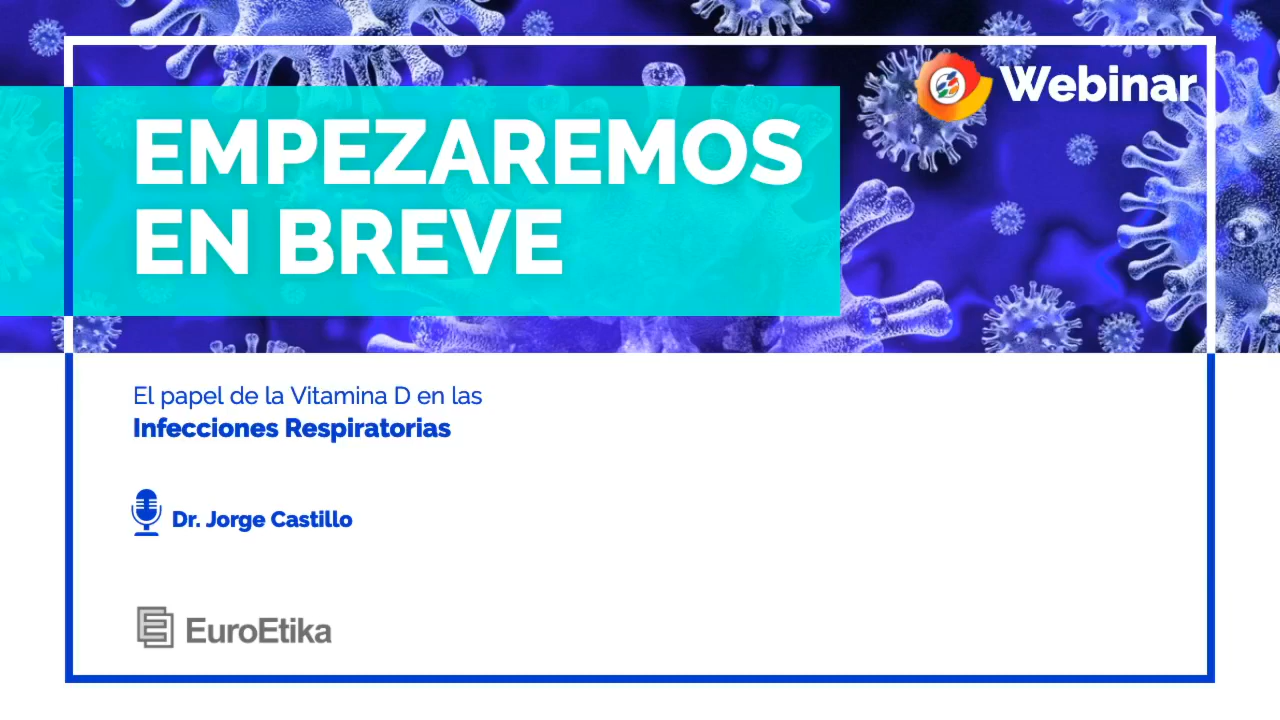 Webinar
EMPEZAREMOS
EN BREVE
El papel de la Vitamina D en las
Infecciones Respiratorias
Dr. Jorge Castillo
EuroEtika